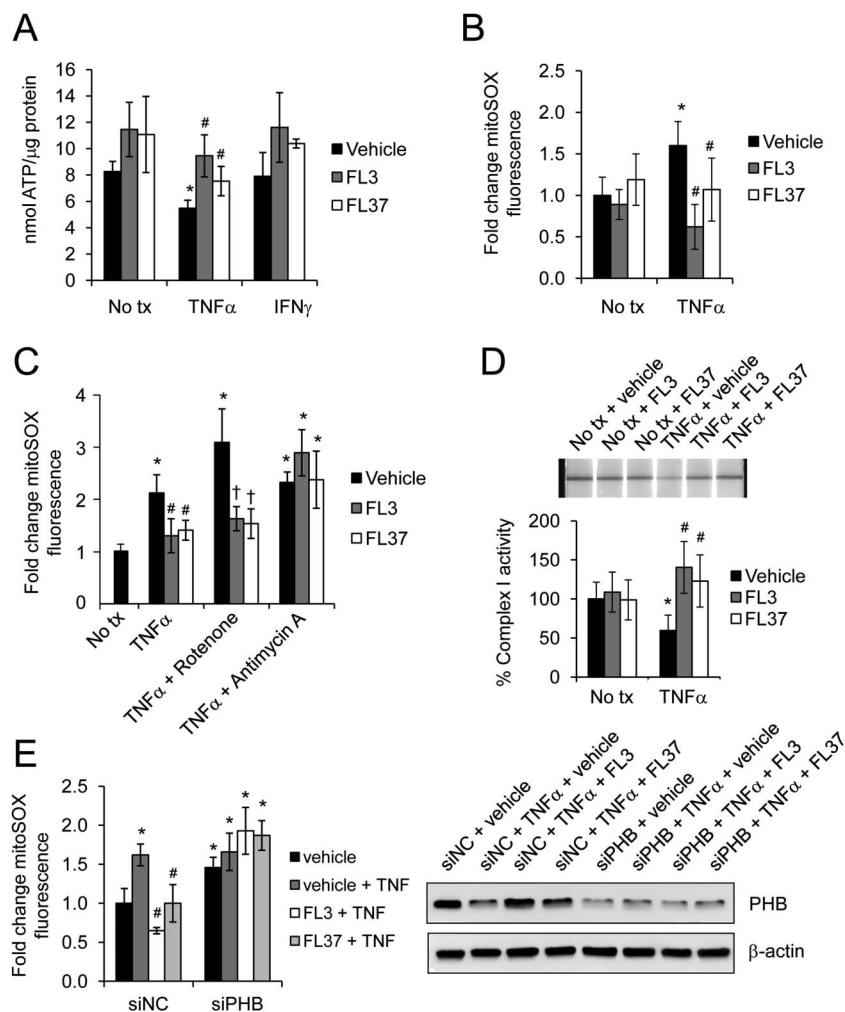 A
nmol ATP/µg protein
16
14
12
10
8
6
4
2
0
*
#
#
No tx
TNFα
IFNγ
Vehicle
FL3
FL37
B
Fold change mitoSOX
fluorescence
2.5
2.0
1.5
1.0
0.5
0.0
*
#
#
No tx
TNFα
Vehicle
FL3
FL37
C
Fold change mitoSOX
fluorescence
4
3
2
1
0
*
#
#
*
†
†
*
*
*
No tx
TNFα
TNFα + Rotenone
TNFα + Antimycin A
Vehicle
FL3
FL37
D
No tx + vehicle
No tx + FL3
No tx + FL37
TNFα + vehicle
TNFα + FL3
TNFα + FL37
% Complex I activity
200
150
100
50
0
*
#
#
No tx
TNFα
Vehicle
FL3
FL37
E
Fold change mitoSOX
fluorescence
2.5
2.0
1.5
1.0
0.5
0.0
*
#
#
*
*
*
*
siNC
siPHB
vehicle
vehicle + TNF
FL3 + TNF
FL37 + TNF
siNC + vehicle
siNC + TNFα + vehicle
siNC + TNFα + FL3
siNC + TNFα + FL37
siPHB + vehicle
siPHB + TNFα + vehicle
siPHB + TNFα + FL3
siPHB + TNFα + FL37
PHB
β-actin